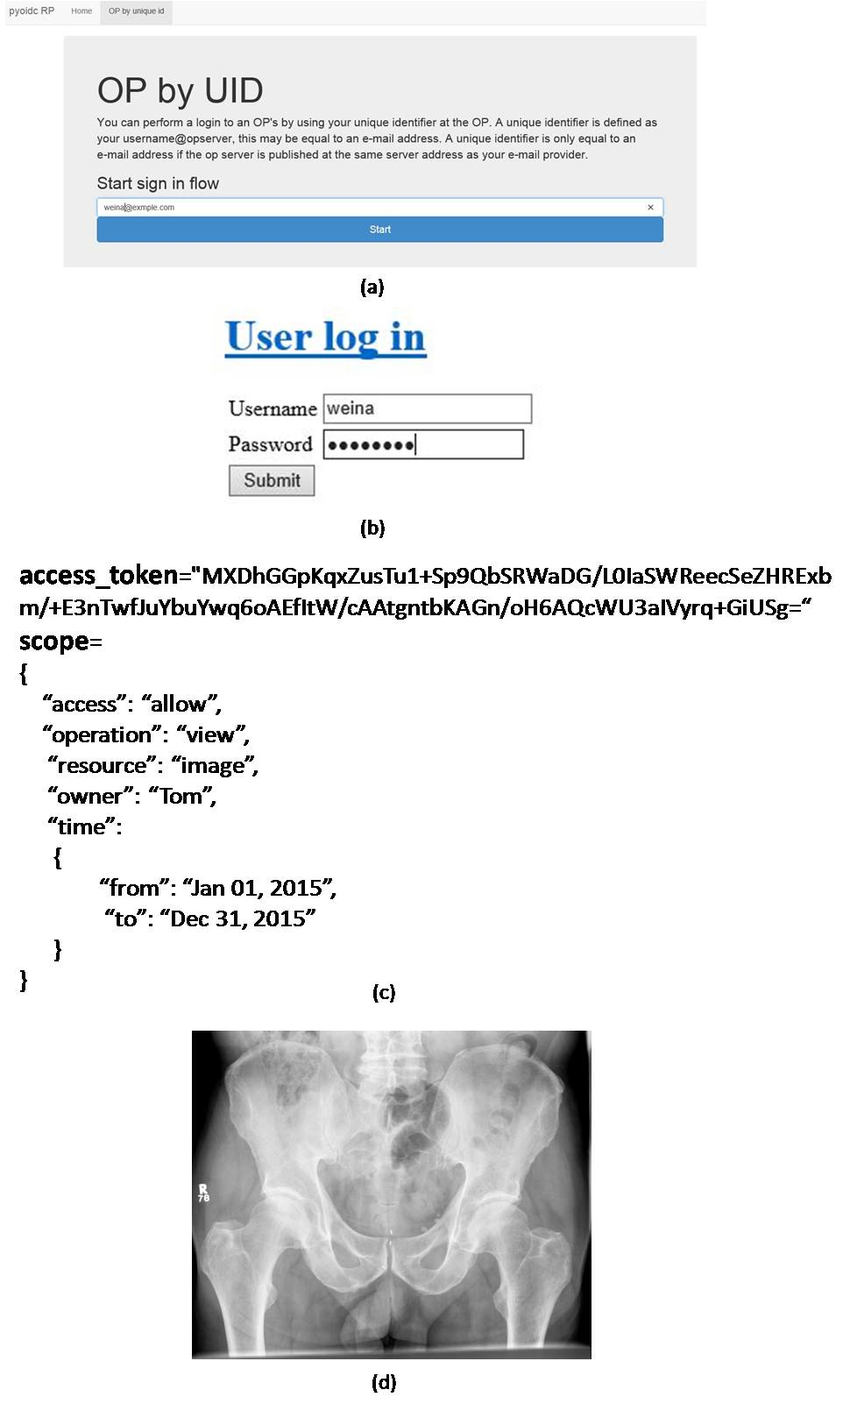 pyoidc RP Home OP by unique id
OP by UID
You can perform a login to an OP's by using your unique identifier at the OP. A unique identifier is defined as
your username@opserver, this may be equal to an e-mail address. A unique identifier is only equal to an
e-mail address if the op server is published at the same server address as your e-mail provider.
Start sign in flow
weina@exmple.com ×
Start
(a)
User log in
Username weina
Password ●●●●●●●●
Submit
(b)
access_token="MXDhGGpKqxZusTu1+Sp9QbSRWaDG/L0IaSWReecSeZHRExb
m/+E3nTwfJuYbuYwq6oAEfItW/cAAtgntbKAGn/oH6AQcWU3aIVyrq+GiUSg=“
scope=
{
“access”: “allow”,
“operation”: “view”,
“resource”: “image”,
“owner”: “Tom”,
“time”:
{
“from”: “Jan 01, 2015”,
“to”: “Dec 31, 2015”
}
}
(c)
R
78
(d)